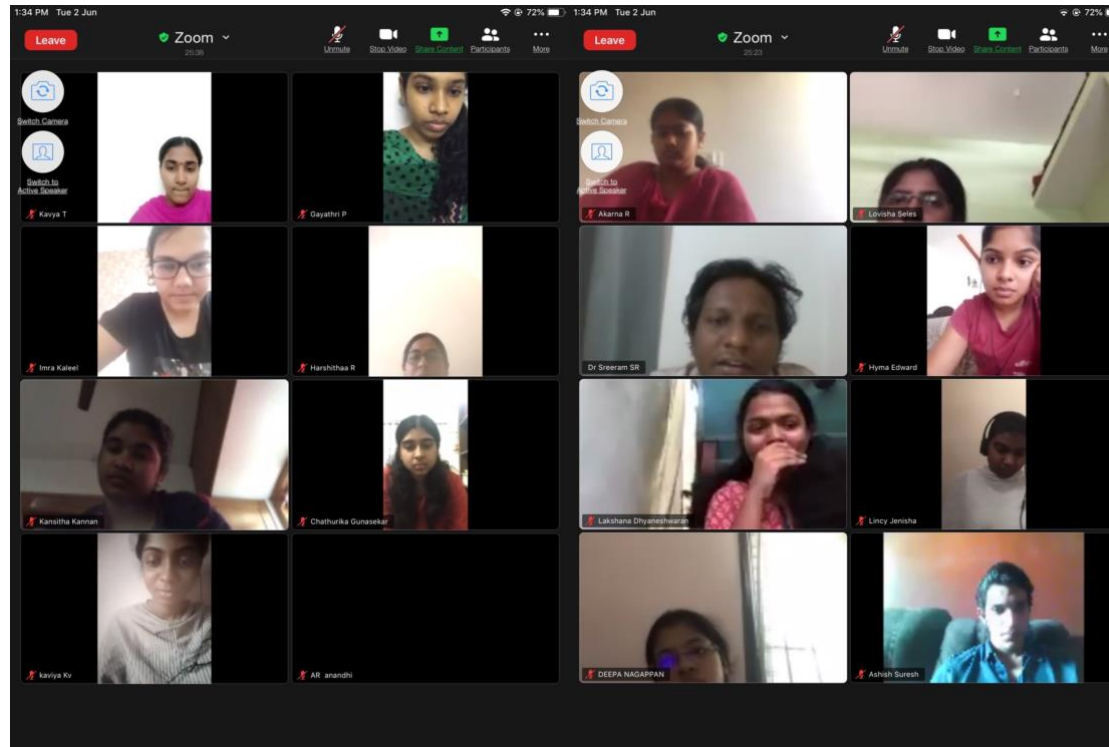 1:34 PM Tue 2 Jun
72%
Leave
Zoom
25:38
Unmute
Stop Video
Share Content
Participants
More
Switch Camera
Switch to
Active Speaker
Kavya T
Gayathri P
Imra Kaleel
Harshithaa R
Kansitha Kannan
Chathurika Gunasekar
kaviya Kv
AR anandhi
1:34 PM Tue 2 Jun
72%
Leave
Zoom
25:23
Unmute
Stop Video
Share Content
Participants
More
Switch Camera
Switch to
Active Speaker
Akarna R
Lovisha Seles
Dr Sreeram SR
Hyma Edward
Lakshana Dhyaneshwaran
Lincy Jenisha
DEEPA NAGAPPAN
Ashish Suresh